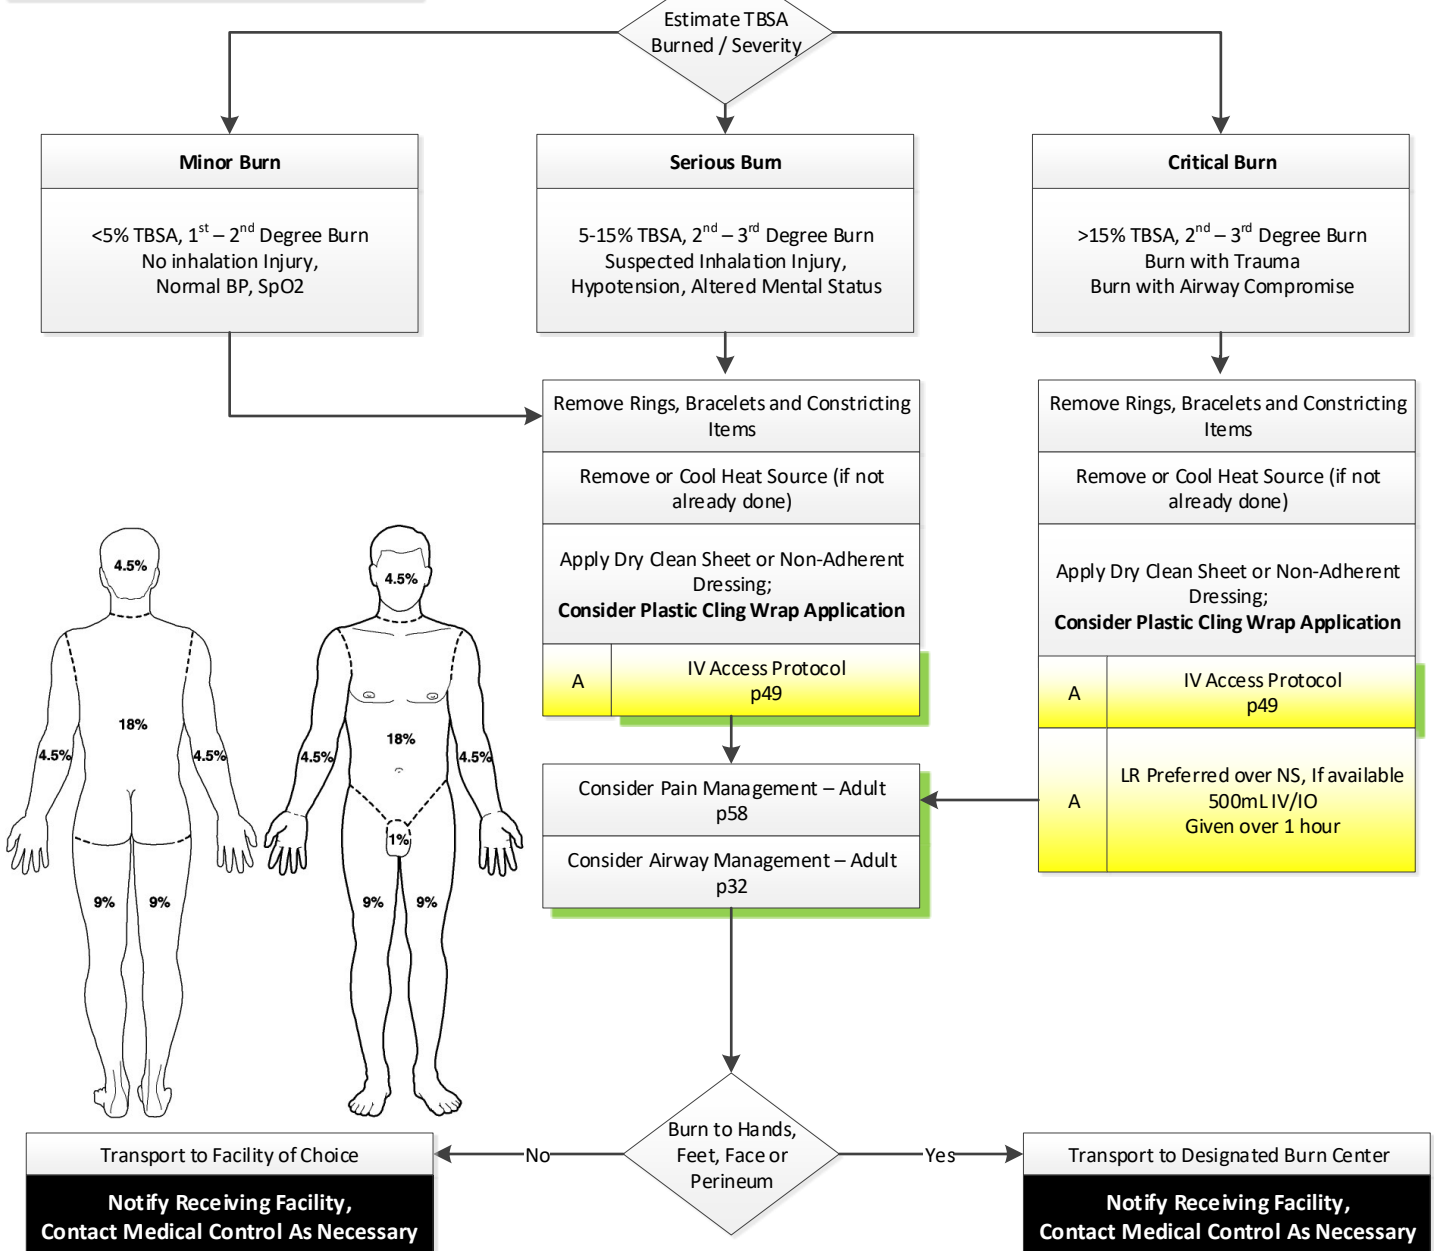 Estimate TBSA
Burned / Severity
Minor Burn
<5% TBSA, 1st – 2nd Degree Burn
No inhalation Injury,
Normal BP, SpO2
Serious Burn
5-15% TBSA, 2nd – 3rd Degree Burn
Suspected Inhalation Injury,
Hypotension, Altered Mental Status
Critical Burn
>15% TBSA, 2nd – 3rd Degree Burn
Burn with Trauma
Burn with Airway Compromise
Remove Rings, Bracelets and Constricting
Items
Remove or Cool Heat Source (if not
already done)
Apply Dry Clean Sheet or Non-Adherent
Dressing;
Consider Plastic Cling Wrap Application
A
IV Access Protocol
p49
Remove Rings, Bracelets and Constricting
Items
Remove or Cool Heat Source (if not
already done)
Apply Dry Clean Sheet or Non-Adherent
Dressing;
Consider Plastic Cling Wrap Application
A
IV Access Protocol
p49
A
LR Preferred over NS, If available
500mL IV/IO
Given over 1 hour
Consider Pain Management – Adult
p58
Consider Airway Management – Adult
p32
4.5%
18%
4.5%
4.5%
9%
9%
4.5%
18%
4.5%
4.5%
1%
9%
9%
Burn to Hands,
Feet, Face or
Perineum
No
Yes
Transport to Facility of Choice
Notify Receiving Facility,
Contact Medical Control As Necessary
Transport to Designated Burn Center
Notify Receiving Facility,
Contact Medical Control As Necessary